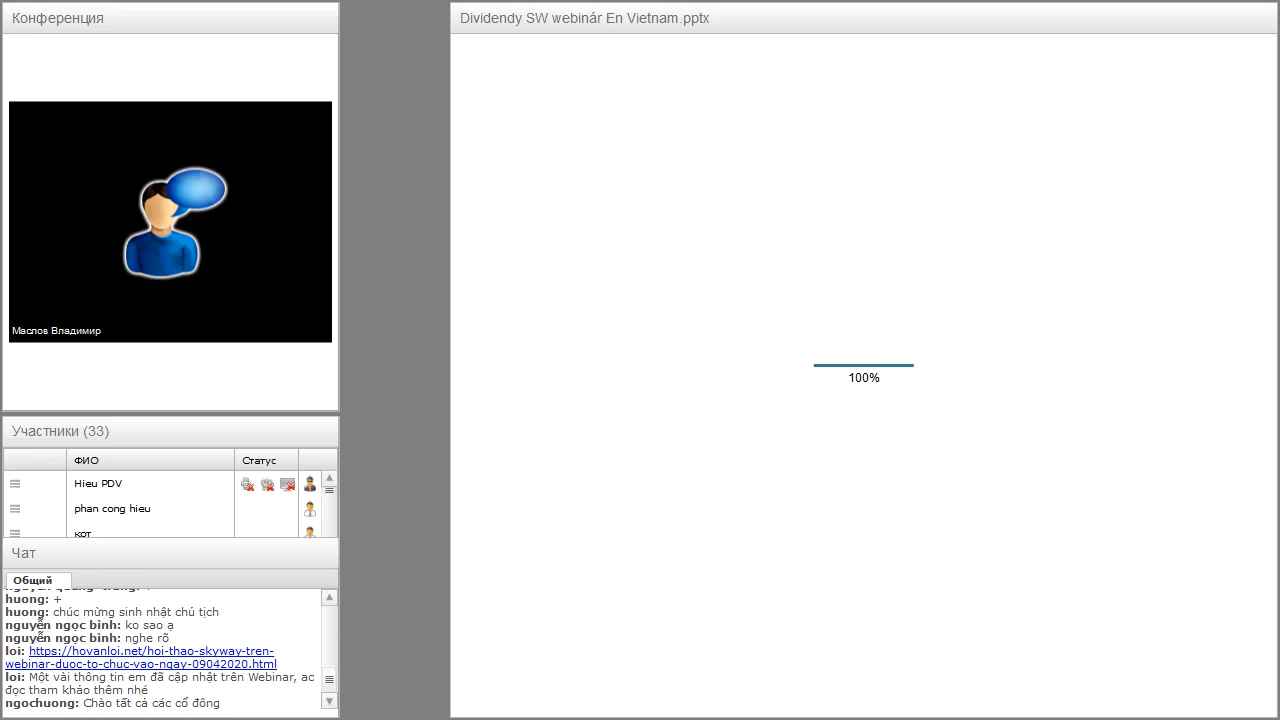 Конференция
Маслов Владимир
Dividendy SW webinár En Vietnam.pptx
100%
Участники (33)
ФИО Статус
Hieu PDV
phan cong hieu
кот
Чат
Общий
huong: +
huong: chúc mừng sinh nhật chủ tịch
nguyễn ngọc bình: ko sao ạ
nguyễn ngọc bình: nghe rõ
loi: https://hovanloi.net/hoi-thao-skyway-tren-
webinar-duoc-to-chuc-vao-ngay-09042020.html
loi: Một vài thông tin em đã cập nhật trên Webinar, ac
đọc tham khảo thêm nhé
ngochuong: Chào tất cả các cổ đông